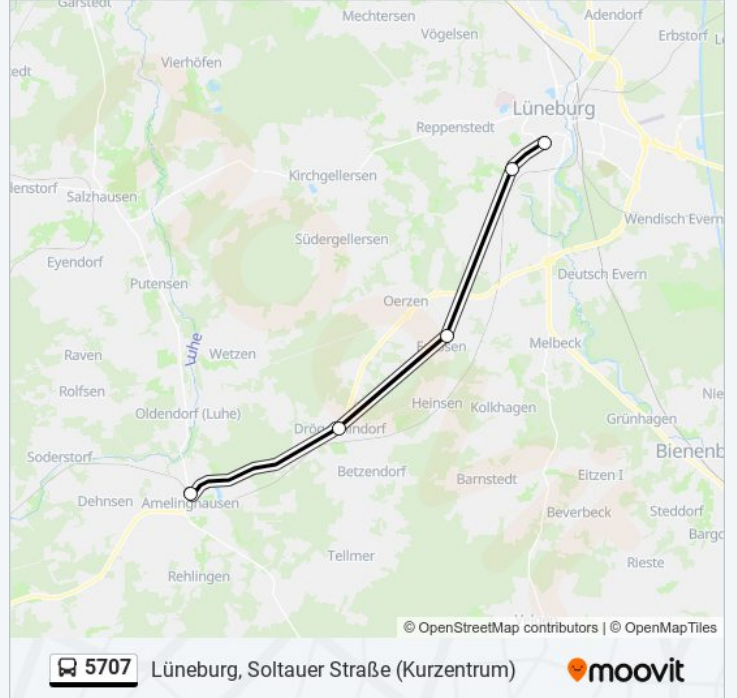 Garstedt
Mechtersen
Adendorf
Vögelsen
Erbstorf
Vierhöfen
Lüneburg
Reppenstedt
Kirchgellersen
Salzhausen
Wendisch Evern
Südergellersen
Eyendorf
Deutsch Evern
Putensen
Oerzen
Luhe
Melbeck
Raven
Wetzen
Rolfsen
Heinsen
Kolkhagen
Oldendorf (Luhe)
Grünhagen
Bienenb
Soderstorf
Betzendorf
Barnstedt
Eitzen I
Dehnsen
Amelinghausen
Beverbeck
Steddorf
Tellmer
Rieste
Rehlingen
© OpenStreetMap contributors | © OpenMapTiles
5707 Lüneburg, Soltauer Straße (Kurzentrum)
moovit